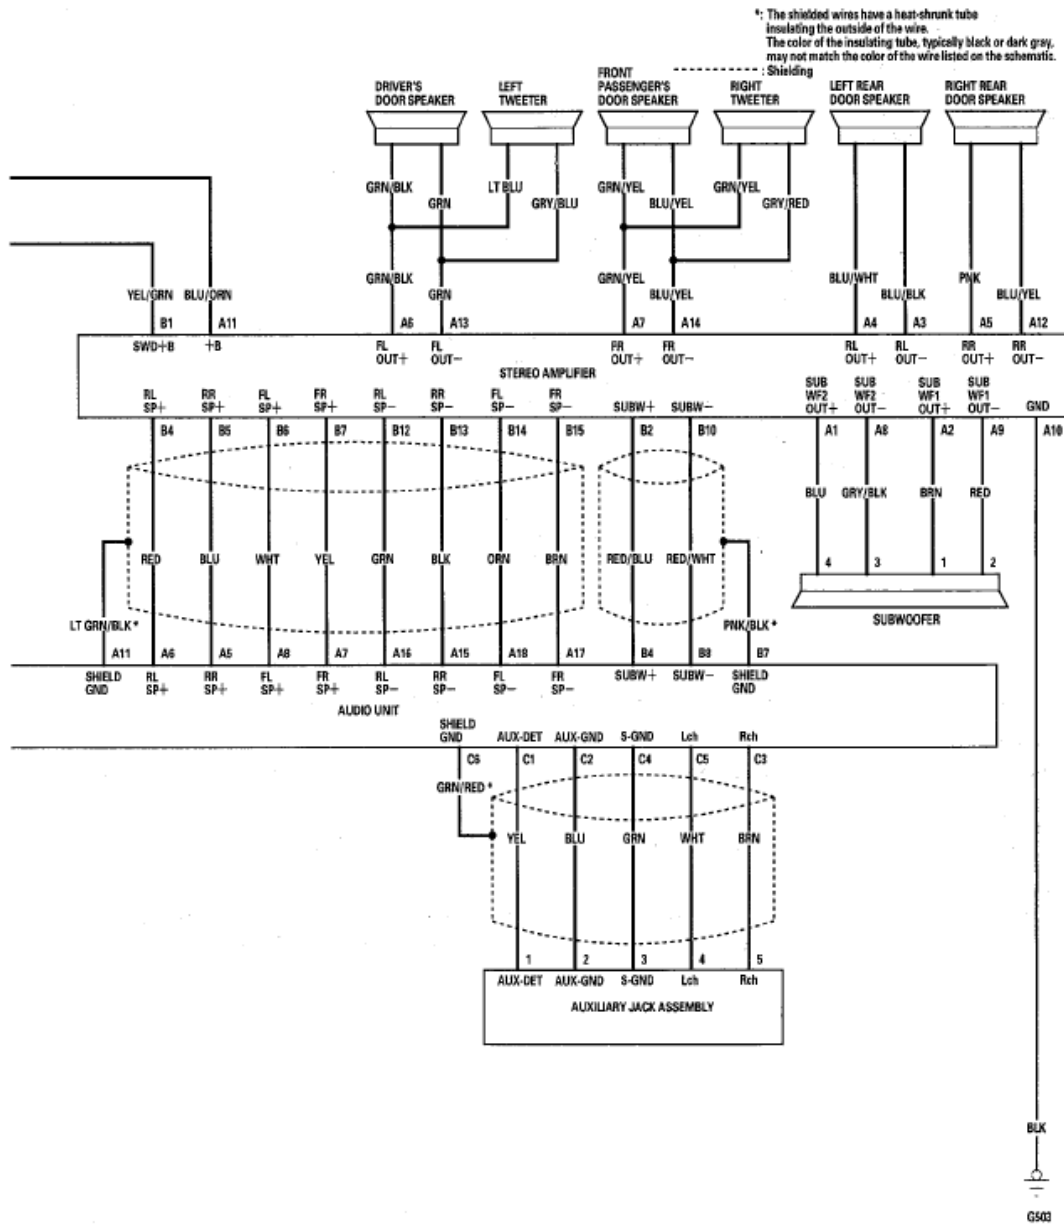 *: The shielded wires have a heat-shrunk tube
insulating the outside of the wire.
The color of the insulating tube, typically black or dark gray,
may not match the color of the wire listed on the schematic.
: Shielding
DRIVER'S
DOOR SPEAKER
LEFT
TWEETER
FRONT
PASSENGER'S
DOOR SPEAKER
RIGHT
TWEETER
LEFT REAR
DOOR SPEAKER
RIGHT REAR
DOOR SPEAKER
GRN/BLK
LT BLU
GRN/YEL
GRN/YEL
GRN
GRY/BLU
BLU/YEL
GRY/RED
GRN/BLK
GRN/YEL
BLU/WHT
PNK
YEL/GRN
BLU/ORN
GRN
BLU/YEL
BLU/BLK
BLU/YEL
B1
A11
A6
A13
A7
A14
A4
A3
A5
A12
SWD+B
+B
FL
OUT+
FL
OUT−
FR
OUT+
FR
OUT−
RL
OUT+
RL
OUT−
RR
OUT+
RR
OUT−
STEREO AMPLIFIER
RL
SP+
RR
SP+
FL
SP+
FR
SP+
RL
SP−
RR
SP−
FL
SP−
FR
SP−
SUBW+
SUBW−
SUB
WF2
OUT+
SUB
WF2
OUT−
SUB
WF1
OUT+
SUB
WF1
OUT−
GND
B4
B5
B6
B7
B12
B13
B14
B15
B2
B10
A1
A8
A2
A9
A10
BLU
GRY/BLK
BRN
RED
RED
BLU
WHT
YEL
GRN
BLK
ORN
BRN
RED/BLU
RED/WHT
4
3
1
2
SUBWOOFER
LT GRN/BLK *
PNK/BLK *
A11
A6
A5
A8
A7
A16
A15
A18
A17
B4
B8
B7
SHIELD
GND
RL
SP+
RR
SP+
FL
SP+
FR
SP+
RL
SP−
RR
SP−
FL
SP−
FR
SP−
SUBW+
SUBW−
SHIELD
GND
AUDIO UNIT
SHIELD
GND
AUX-DET
AUX-GND
S-GND
Lch
Rch
C6
C1
C2
C4
C5
C3
GRN/RED *
YEL
BLU
GRN
WHT
BRN
1
2
3
4
5
AUX-DET
AUX-GND
S-GND
Lch
Rch
AUXILIARY JACK ASSEMBLY
BLK
G503